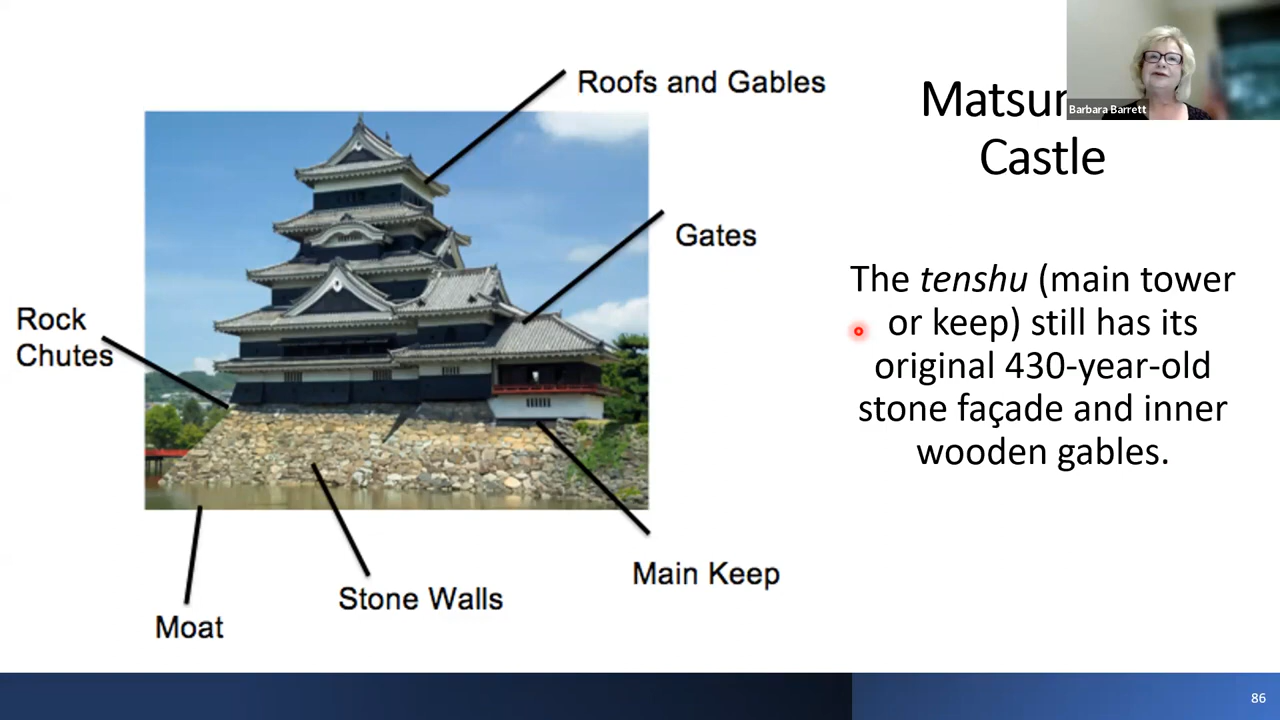 Roofs and Gables
Barbara Barrett
Castle
Gates
The tenshu (main tower
or keep) still has its
original 430-year-old
stone façade and inner
wooden gables.
Rock
Chutes
Main Keep
Stone Walls
Moat
86